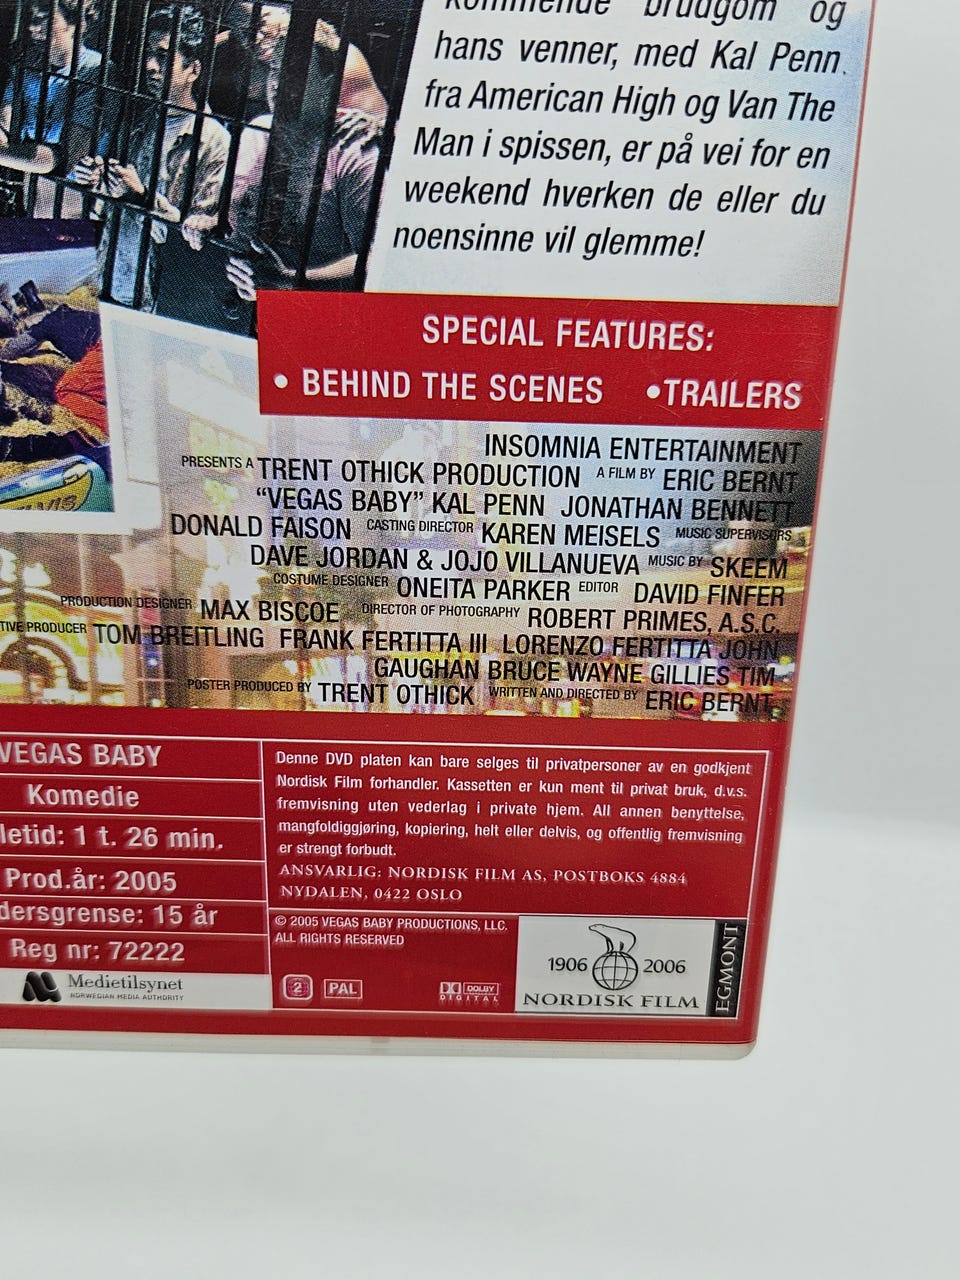 kommende brudgom og
hans venner, med Kal Penn
fra American High og Van The
Man i spissen, er på vei for en
weekend hverken de eller du
noensinne vil glemme!
SPECIAL FEATURES:
• BEHIND THE SCENES •TRAILERS
INSOMNIA ENTERTAINMENT
PRESENTS A TRENT OTHICK PRODUCTION A FILM BY ERIC BERNT
“VEGAS BABY” KAL PENN JONATHAN BENNETT
DONALD FAISON CASTING DIRECTOR KAREN MEISELS MUSIC SUPERVISORS
DAVE JORDAN & JOJO VILLANUEVA MUSIC BY SKEEM
COSTUME DESIGNER ONEITA PARKER EDITOR DAVID FINFER
PRODUCTION DESIGNER MAX BISCOE DIRECTOR OF PHOTOGRAPHY ROBERT PRIMES, A.S.C.
TIVE PRODUCER TOM BREITLING FRANK FERTITTA III LORENZO FERTITTA JOHN
GAUGHAN BRUCE WAYNE GILLIES TIM
POSTER PRODUCED BY TRENT OTHICK WRITTEN AND DIRECTED BY ERIC BERNT
VEGAS BABY
Komedie
letid: 1 t. 26 min.
Prod.år: 2005
dersgrense: 15 år
Reg nr: 72222
Medietilsynet
NORWEGIAN MEDIA AUTHORITY
Denne DVD platen kan bare selges til privatpersoner av en godkjent
Nordisk Film forhandler. Kassetten er kun ment til privat bruk, d.v.s.
fremvisning uten vederlag i private hjem. All annen benyttelse,
mangfoldiggjøring, kopiering, helt eller delvis, og offentlig fremvisning
er strengt forbudt.
ANSVARLIG: NORDISK FILM AS, POSTBOKS 4884
NYDALEN, 0422 OSLO
© 2005 VEGAS BABY PRODUCTIONS, LLC.
ALL RIGHTS RESERVED
2 PAL DOLBY
DIGITAL
1906 2006
NORDISK FILM
EGMONT